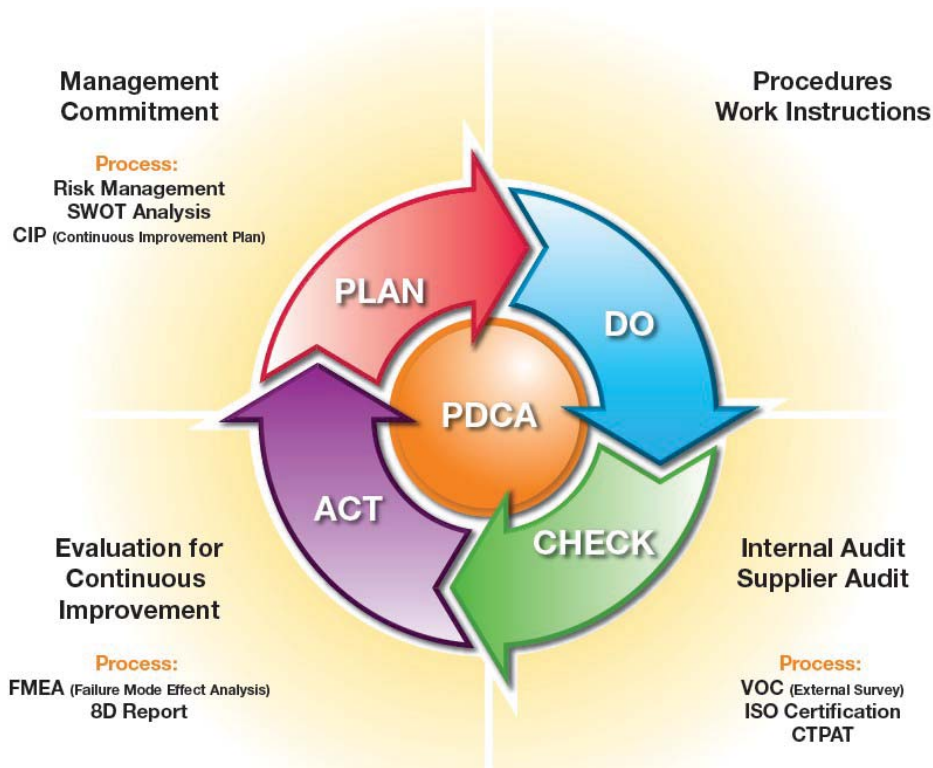 Management
Commitment
Process:
Risk Management
SWOT Analysis
CIP (Continuous Improvement Plan)
Procedures
Work Instructions
PLAN
DO
PDCA
ACT
CHECK
Evaluation for
Continuous
Improvement
Process:
FMEA (Failure Mode Effect Analysis)
8D Report
Internal Audit
Supplier Audit
Process:
VOC (External Survey)
ISO Certification
CTPAT